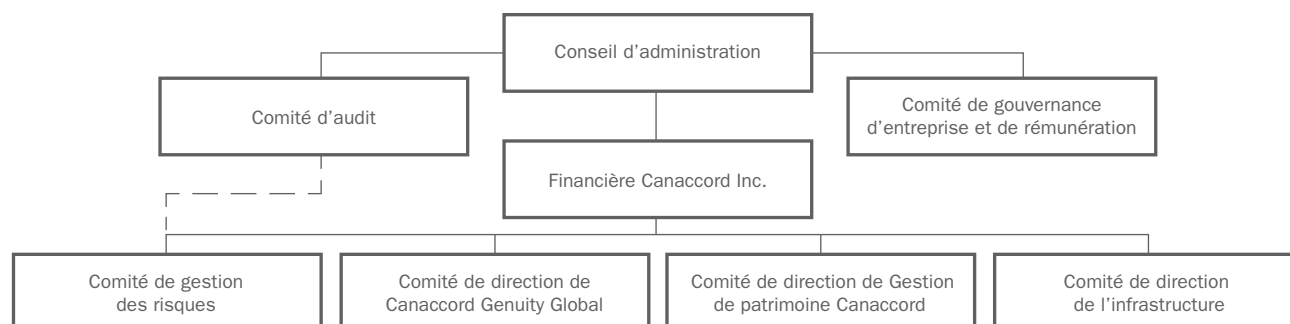 Conseil d’administration
Comité d’audit
Comité de gouvernance
d’entreprise et de rémunération
Financière Canaccord Inc.
Comité de gestion
des risques
Comité de direction de
Canaccord Genuity Global
Comité de direction de Gestion
de patrimoine Canaccord
Comité de direction
de l’infrastructure